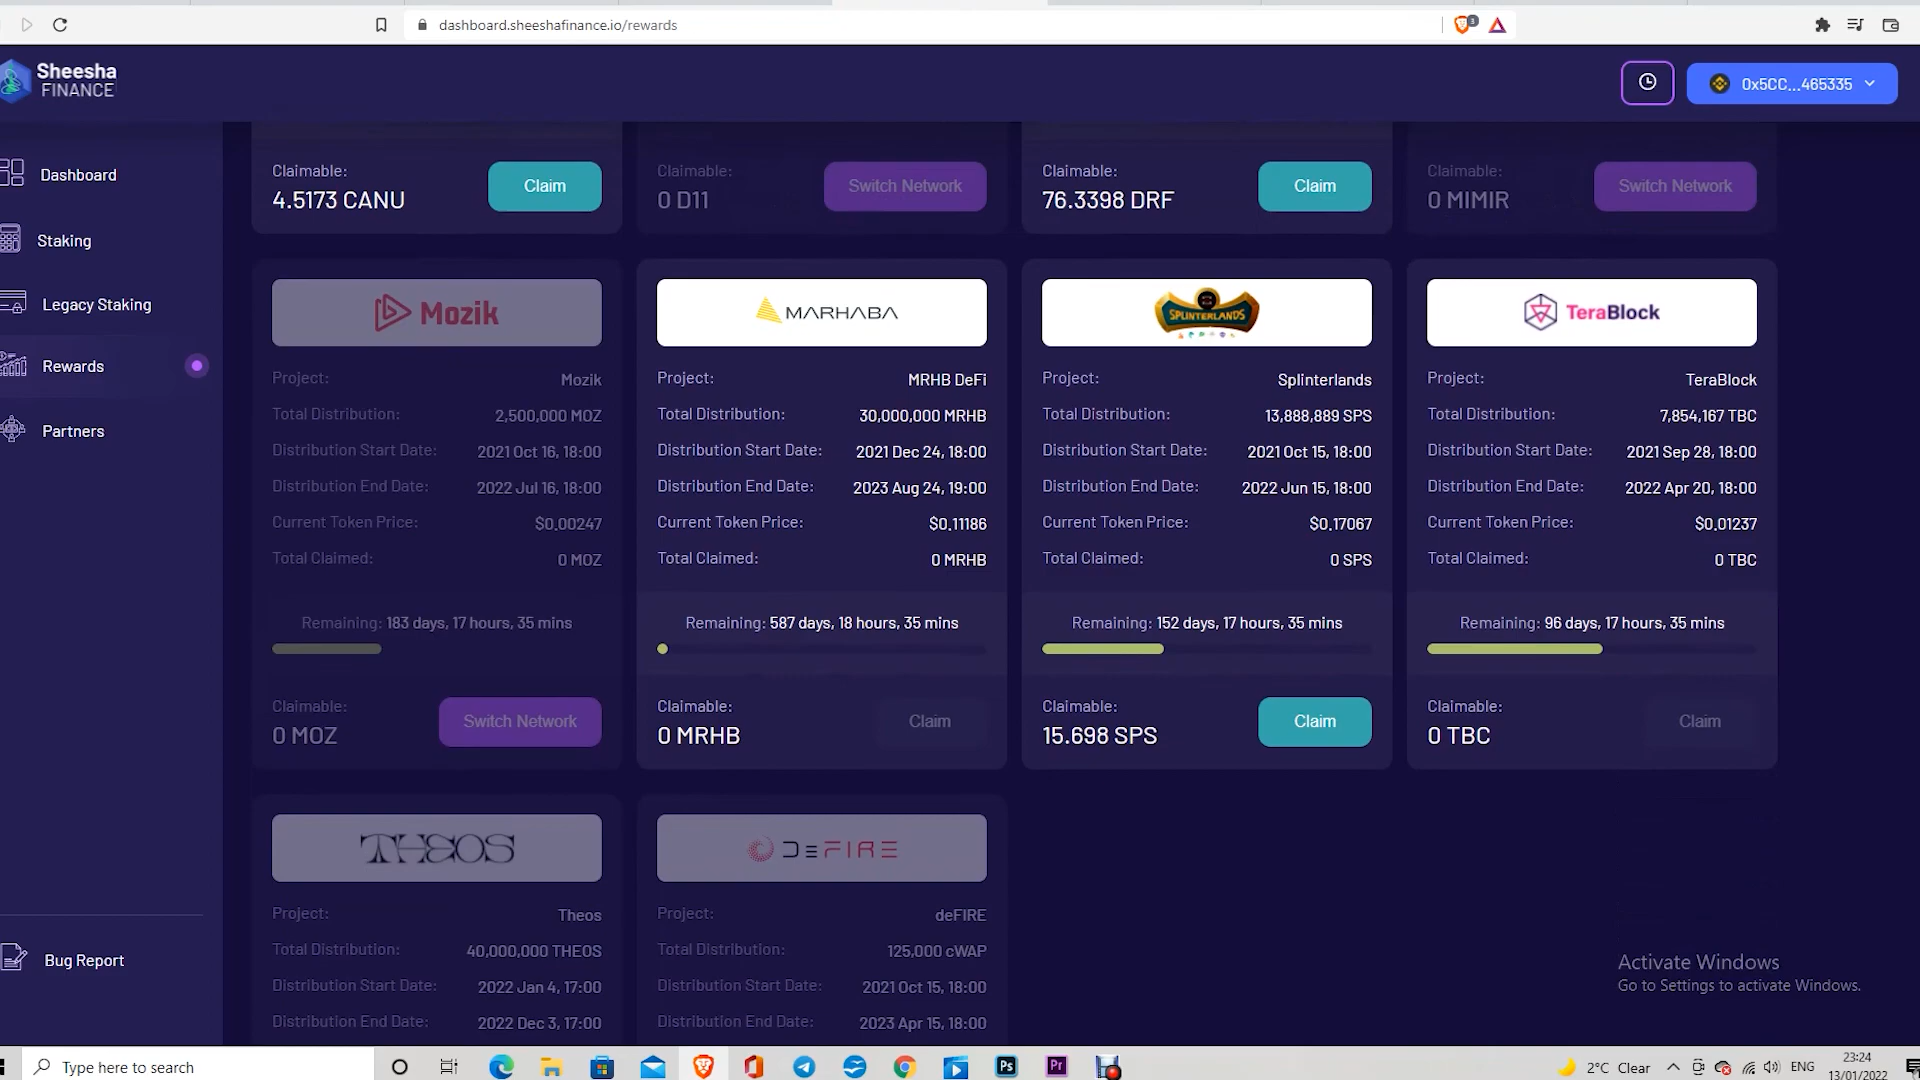 dashboard.sheeshafinance.io/rewards
3
Sheesha
FINANCE
0x5CC...465335
Dashboard
Staking
Legacy Staking
Rewards
Partners
Bug Report
Claimable:
4.5173 CANU
Claim
Claimable:
0 D11
Switch Network
Claimable:
76.3398 DRF
Claim
Claimable:
0 MIMIR
Switch Network
Mozik
Project: Mozik
Total Distribution: 2,500,000 MOZ
Distribution Start Date: 2021 Oct 16, 18:00
Distribution End Date: 2022 Jul 16, 18:00
Current Token Price: $0.00247
Total Claimed: 0 MOZ
Remaining: 183 days, 17 hours, 35 mins
Claimable:
0 MOZ
Switch Network
MARHABA
Project: MRHB DeFi
Total Distribution: 30,000,000 MRHB
Distribution Start Date: 2021 Dec 24, 18:00
Distribution End Date: 2023 Aug 24, 19:00
Current Token Price: $0.11186
Total Claimed: 0 MRHB
Remaining: 587 days, 18 hours, 35 mins
Claimable:
0 MRHB
Claim
SPLINTERLANDS
Project: Splinterlands
Total Distribution: 13,888,889 SPS
Distribution Start Date: 2021 Oct 15, 18:00
Distribution End Date: 2022 Jun 15, 18:00
Current Token Price: $0.17067
Total Claimed: 0 SPS
Remaining: 152 days, 17 hours, 35 mins
Claimable:
15.698 SPS
Claim
TeraBlock
Project: TeraBlock
Total Distribution: 7,854,167 TBC
Distribution Start Date: 2021 Sep 28, 18:00
Distribution End Date: 2022 Apr 20, 18:00
Current Token Price: $0.01237
Total Claimed: 0 TBC
Remaining: 96 days, 17 hours, 35 mins
Claimable:
0 TBC
Claim
THEOS
Project: Theos
Total Distribution: 40,000,000 THEOS
Distribution Start Date: 2022 Jan 4, 17:00
Distribution End Date: 2022 Dec 3, 17:00
DeFIRE
Project: deFIRE
Total Distribution: 125,000 cWAP
Distribution Start Date: 2021 Oct 15, 18:00
Distribution End Date: 2023 Apr 15, 18:00
Activate Windows
Go to Settings to activate Windows.
Type here to search
Ps
Pr
2°C Clear
ENG
23:24
13/01/2022